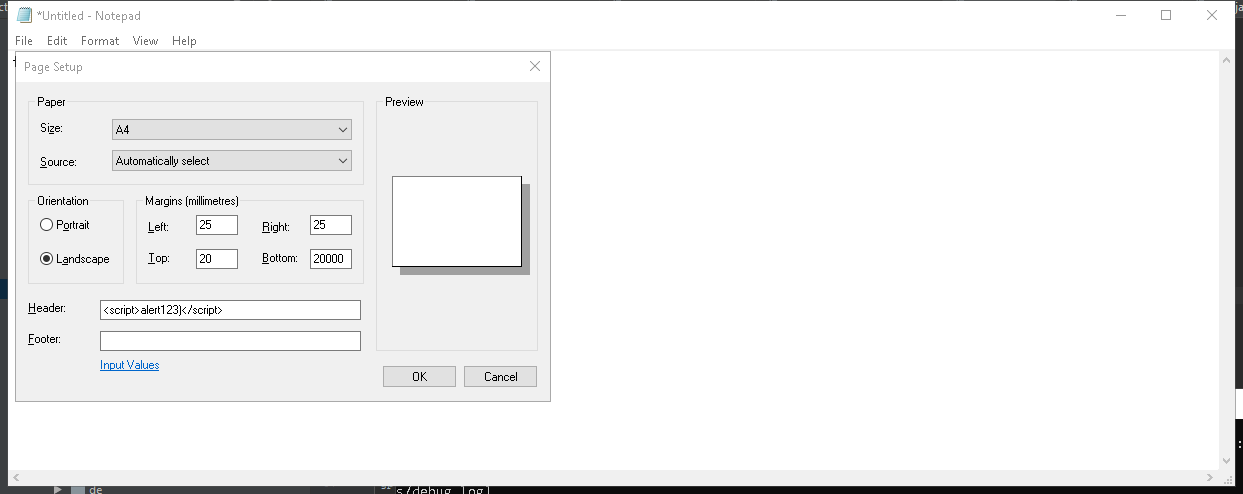 *Untitled - Notepad
File Edit Format View Help
Page Setup
Paper
Size: A4
Source: Automatically select
Orientation
Portrait
Landscape
Margins (millimetres)
Left: 25 Right: 25
Top: 20 Bottom: 20000
Preview
Header: <script>alert123)</script>
Footer:
Input Values
OK Cancel
de
s/debug.log]